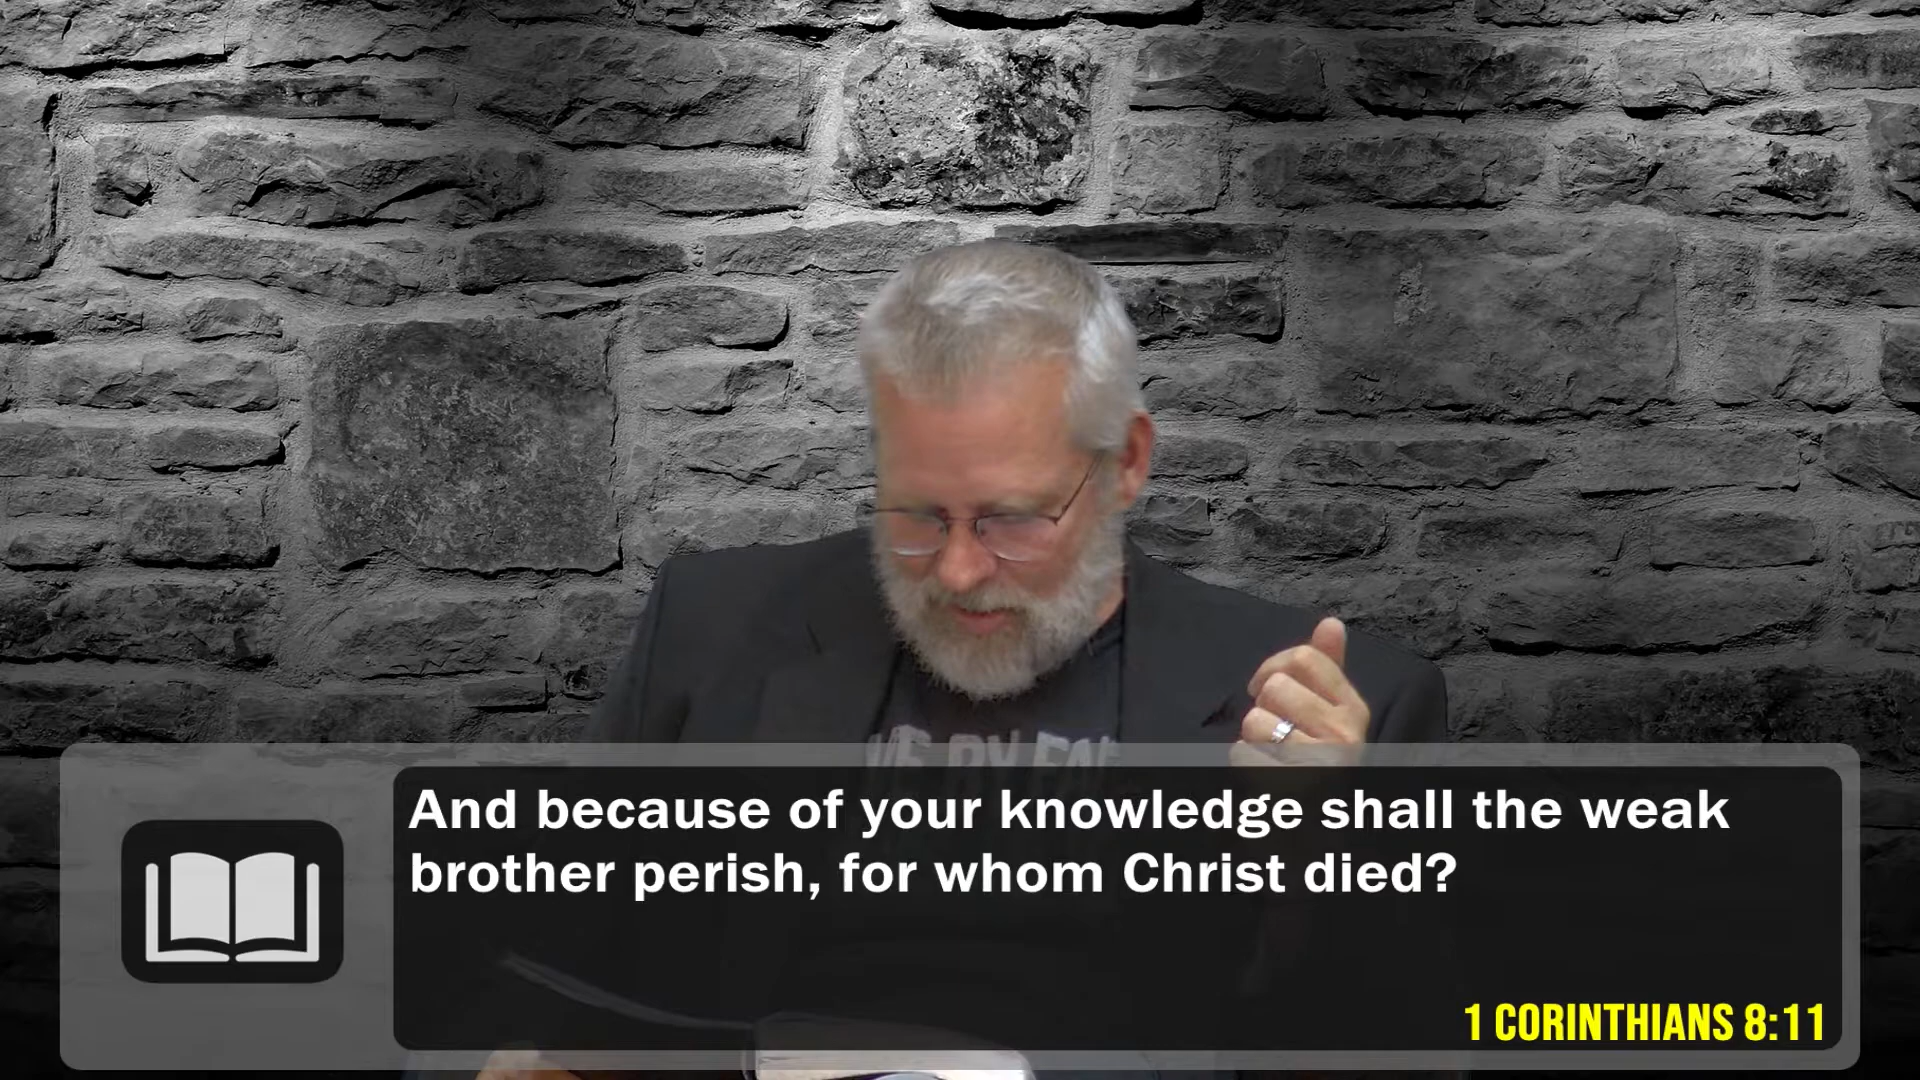 And because of your knowledge shall the weak
brother perish, for whom Christ died?
1 CORINTHIANS 8:11